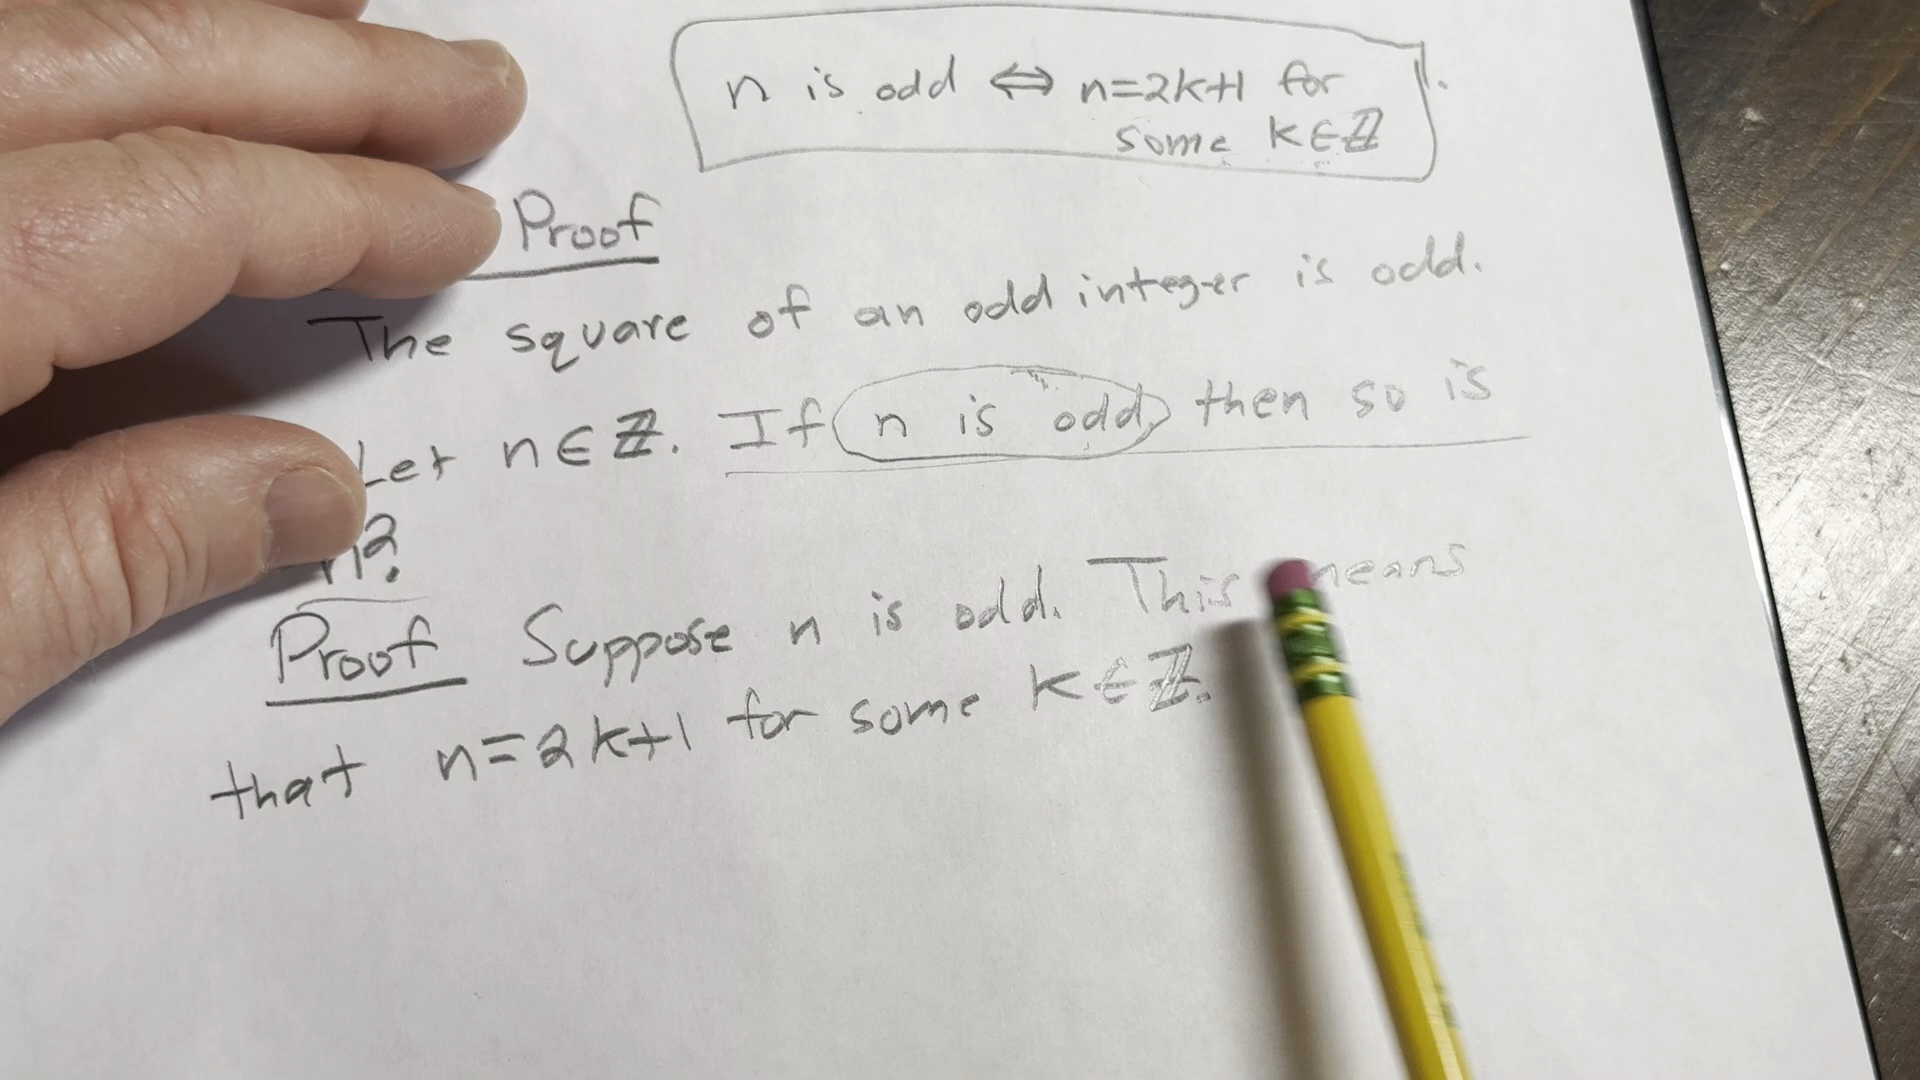 n is odd ⇔ n=2k+1 for
some k∈ℤ
Proof
The square of an odd integer is odd.
Let n∈ℤ. If n is odd, then so is
n².
Proof Suppose n is odd. This means
that n=2k+1 for some k∈ℤ.